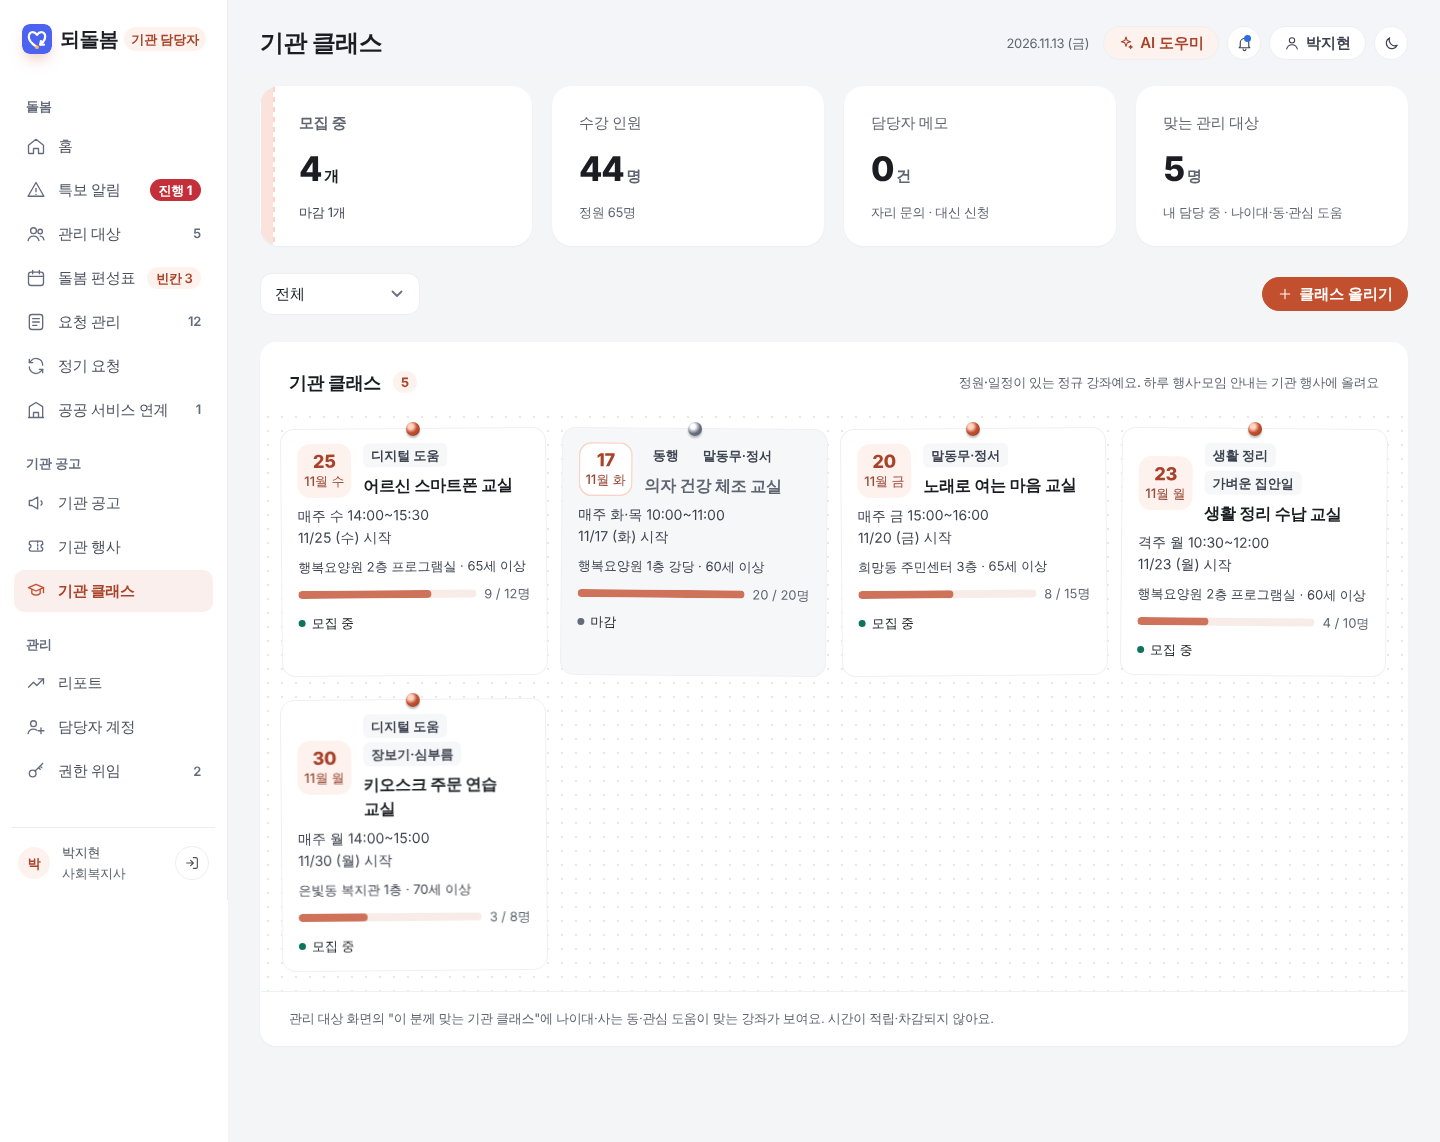 되돌봄 기관 담당자
돌봄
홈
특보 알림 진행 1
관리 대상 5
돌봄 편성표 빈칸 3
요청 관리 12
정기 요청
공공 서비스 연계 1
기관 공고
기관 공고
기관 행사
기관 클래스
관리
리포트
담당자 계정
권한 위임 2
박 박지현
사회복지사
기관 클래스
2026.11.13 (금) AI 도우미 박지현
모집 중
4개
마감 1개
수강 인원
44명
정원 65명
담당자 메모
0건
자리 문의 · 대신 신청
맞는 관리 대상
5명
내 담당 중 · 나이대·동·관심 도움
전체
클래스 올리기
기관 클래스 5
정원·일정이 있는 정규 강좌예요. 하루 행사·모임 안내는 기관 행사에 올려요
25
11월 수
디지털 도움
어르신 스마트폰 교실
매주 수 14:00~15:30
11/25 (수) 시작
행복요양원 2층 프로그램실 · 65세 이상
9 / 12명
모집 중
17
11월 화
동행 말동무·정서
의자 건강 체조 교실
매주 화·목 10:00~11:00
11/17 (화) 시작
행복요양원 1층 강당 · 60세 이상
20 / 20명
마감
20
11월 금
말동무·정서
노래로 여는 마음 교실
매주 금 15:00~16:00
11/20 (금) 시작
희망동 주민센터 3층 · 65세 이상
8 / 15명
모집 중
23
11월 월
생활 정리
가벼운 집안일
생활 정리 수납 교실
격주 월 10:30~12:00
11/23 (월) 시작
행복요양원 2층 프로그램실 · 60세 이상
4 / 10명
모집 중
30
11월 월
디지털 도움
장보기·심부름
키오스크 주문 연습
교실
매주 월 14:00~15:00
11/30 (월) 시작
은빛동 복지관 1층 · 70세 이상
3 / 8명
모집 중
관리 대상 화면의 "이 분께 맞는 기관 클래스"에 나이대·사는 동·관심 도움이 맞는 강좌가 보여요. 시간이 적립·차감되지 않아요.